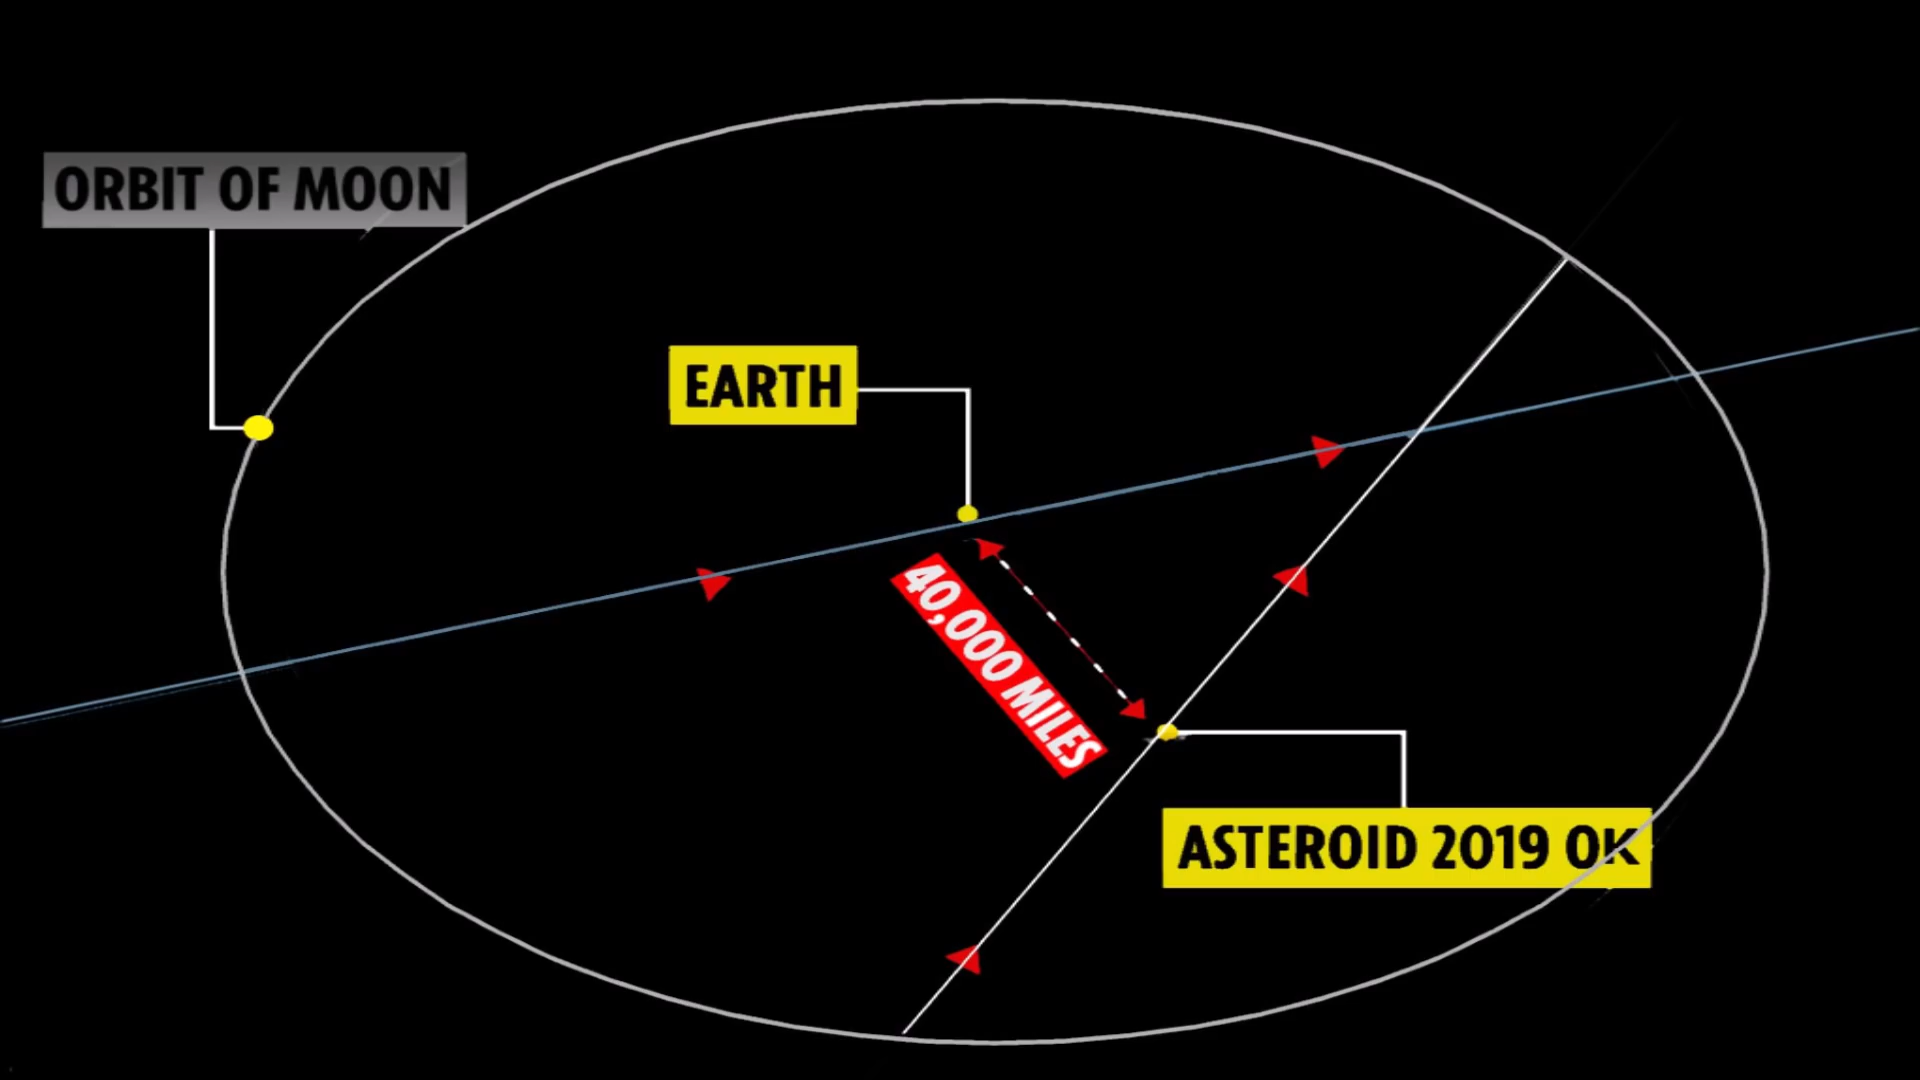 ORBIT OF MOON
EARTH
40,000 MILES
ASTEROID 2019 OK